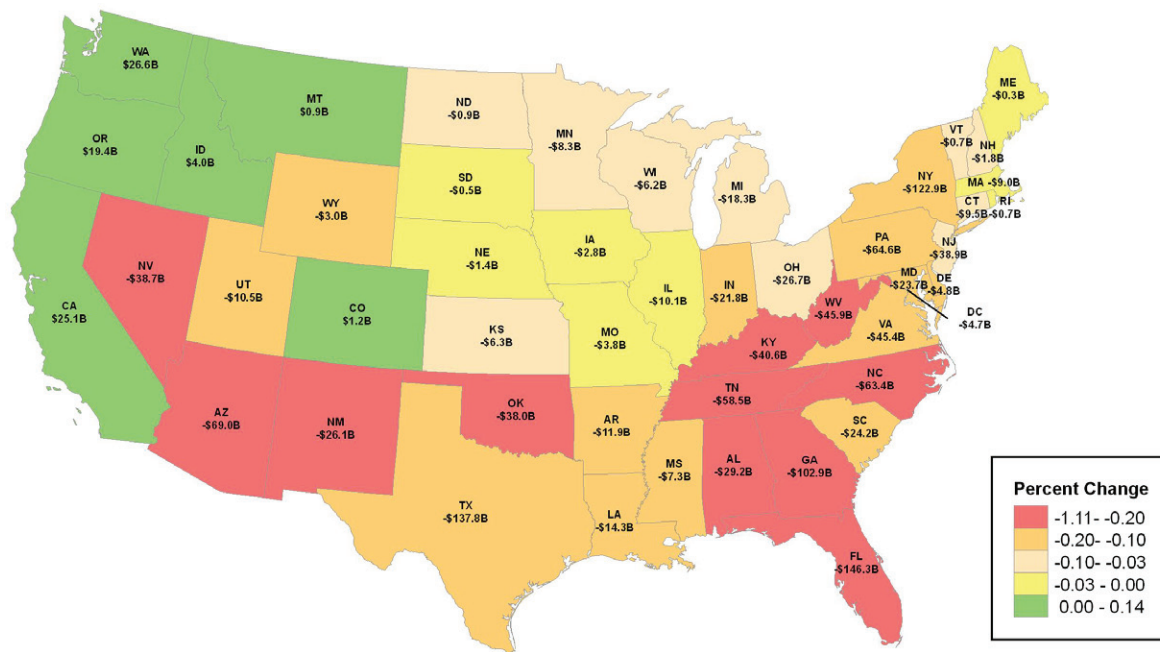 WA
$26.6B
MT
$0.9B
ND
-$0.9B
ME
-$0.3B
OR
$19.4B
ID
$4.0B
MN
-$8.3B
VT
-$0.7B
NH
-$1.8B
SD
-$0.5B
WI
-$6.2B
MI
-$18.3B
NY
-$122.9B
MA -$9.0B
CT
-$9.5B
RI
-$0.7B
WY
-$3.0B
NE
-$1.4B
IA
-$2.8B
PA
-$64.6B
NJ
-$38.9B
NV
-$38.7B
UT
-$10.5B
CO
$1.2B
IL
-$10.1B
IN
-$21.8B
OH
-$26.7B
MD
-$23.7B
DE
-$4.8B
DC
-$4.7B
CA
$25.1B
KS
-$6.3B
MO
-$3.8B
WV
-$45.9B
VA
-$45.4B
KY
-$40.6B
AZ
-$69.0B
NM
-$26.1B
OK
-$38.0B
TN
-$58.5B
NC
-$63.4B
AR
-$11.9B
SC
-$24.2B
MS
-$7.3B
AL
-$29.2B
GA
-$102.9B
TX
-$137.8B
LA
-$14.3B
FL
-$146.3B
Percent Change
-1.11- -0.20
-0.20- -0.10
-0.10- -0.03
-0.03 - 0.00
0.00 - 0.14